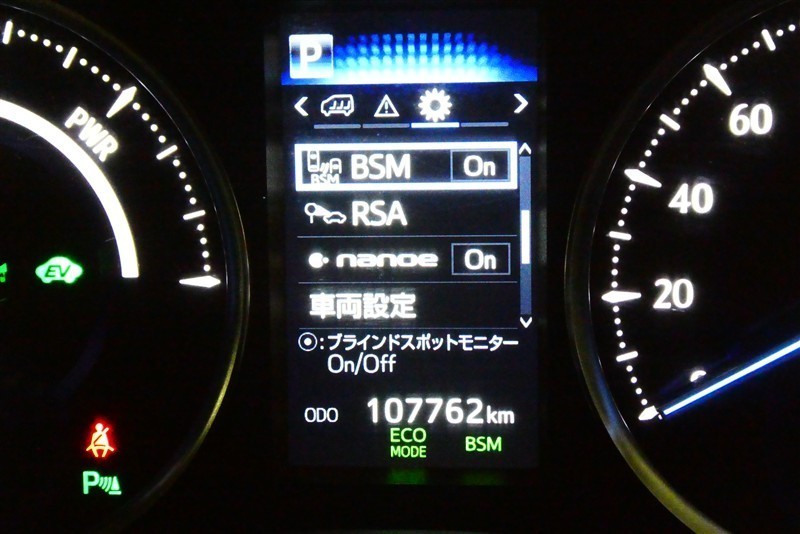 P
PWR
60
BSM BSM On
40
RSA
EV
nanoe On
20
車両設定
:ブラインドスポットモニター
On/Off
ODO 107762km
ECO
MODE
BSM
P